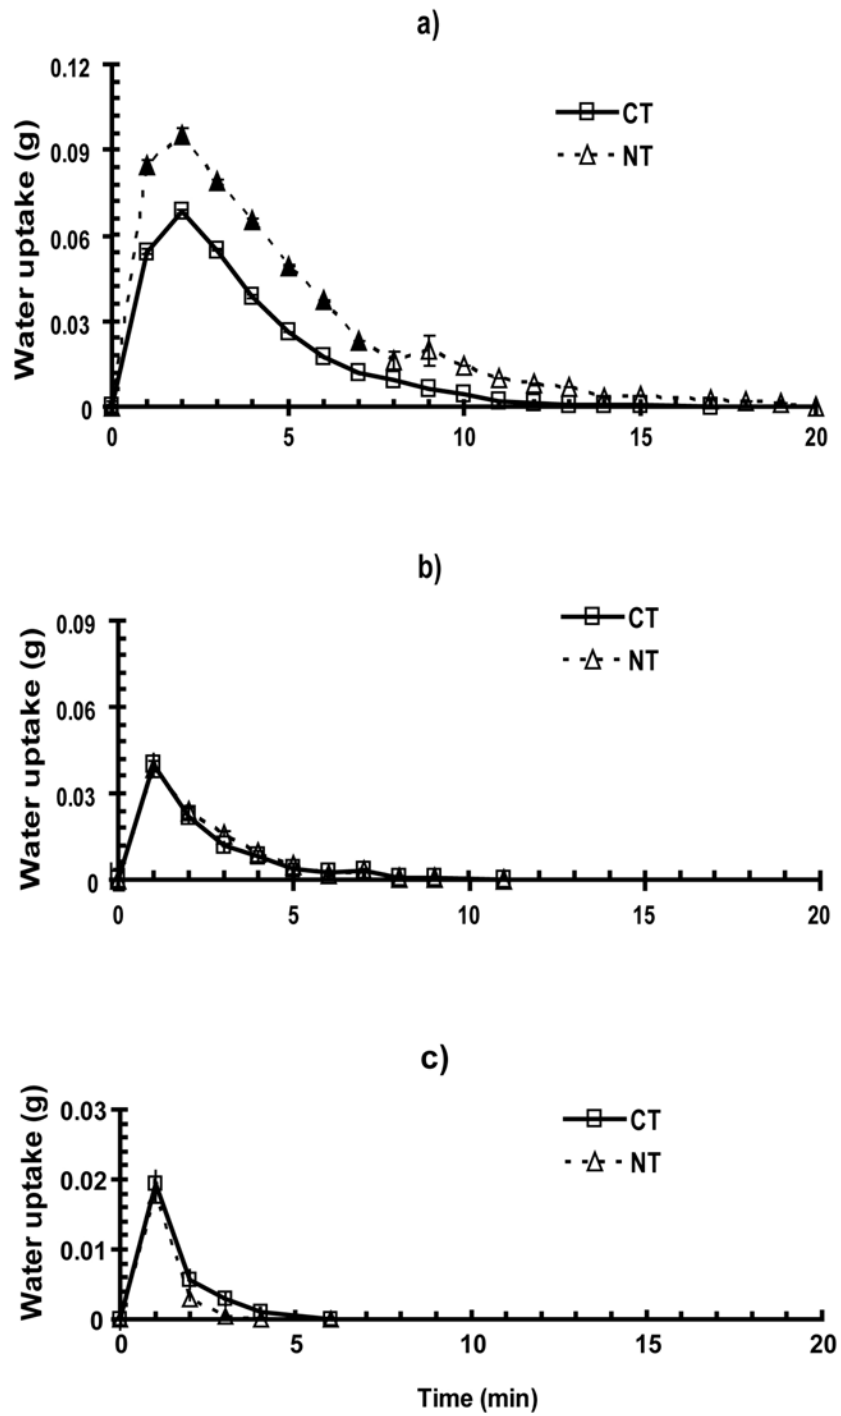 a)
0.12
0.09
0.06
0.03
0
Water uptake (g)
CT
NT
0 5 10 15 20
b)
0.09
0.06
0.03
0
Water uptake (g)
CT
NT
0 5 10 15 20
c)
0.03
0.02
0.01
0
Water uptake (g)
CT
NT
0 5 10 15 20
Time (min)